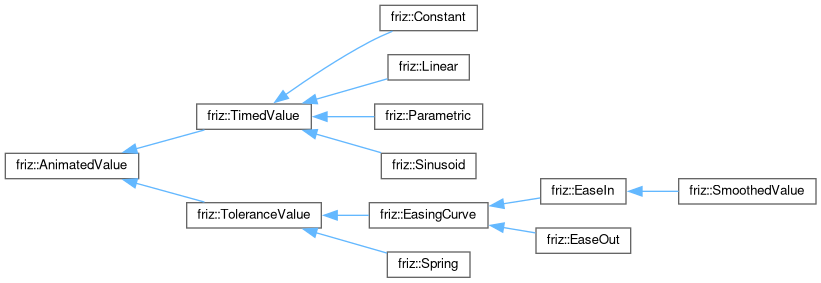 friz::Constant
friz::Linear
friz::TimedValue
friz::Parametric
friz::AnimatedValue
friz::Sinusoid
friz::EaseIn
friz::SmoothedValue
friz::ToleranceValue
friz::EasingCurve
friz::EaseOut
friz::Spring